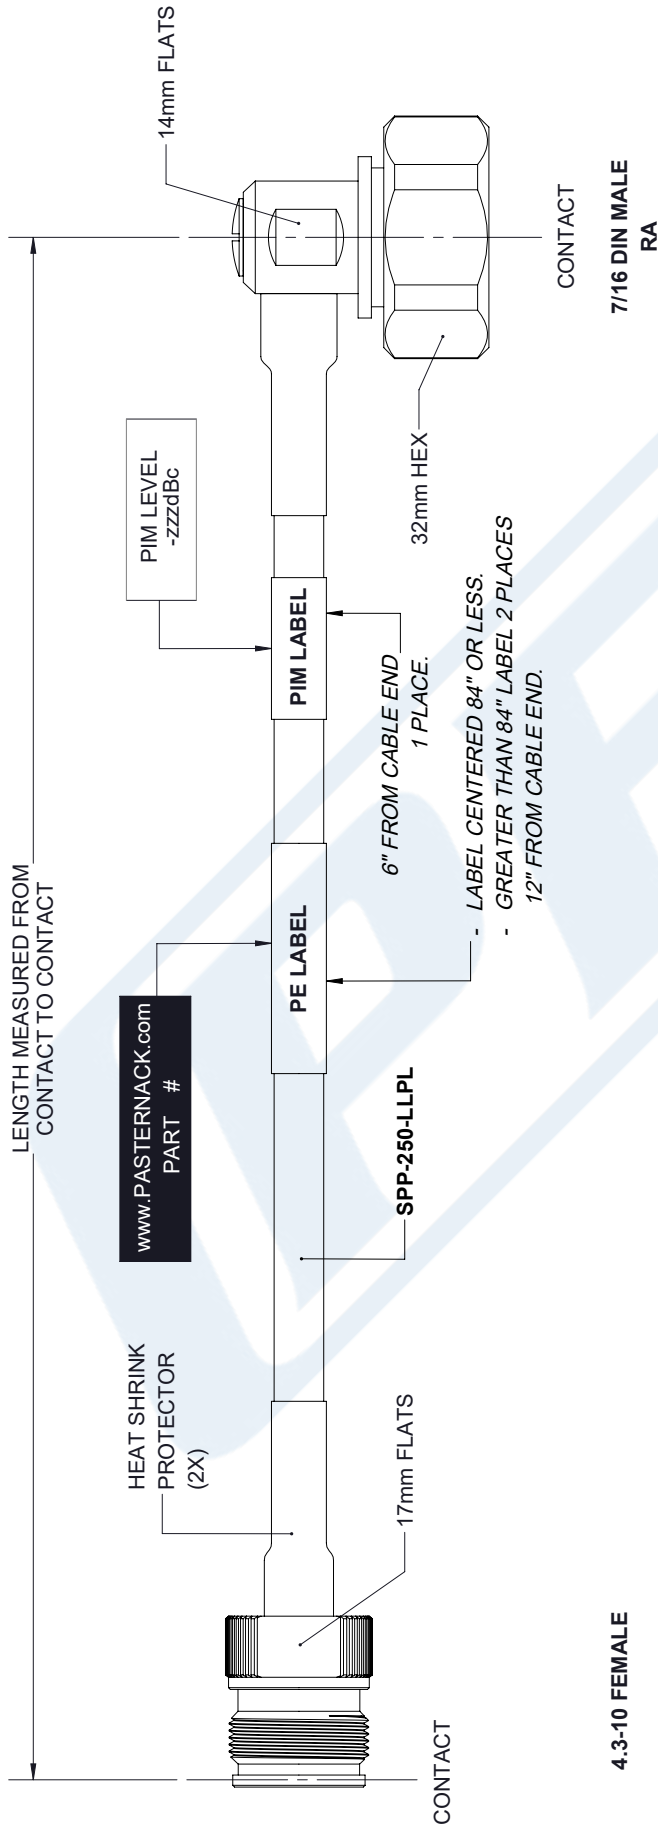 LENGTH MEASURED FROM
CONTACT TO CONTACT
HEAT SHRINK
PROTECTOR
(2X)
www.PASTERNACK.com
PART #
PIM LEVEL
-zzzdBc
14mm FLATS
PE LABEL
PIM LABEL
17mm FLATS
SPP-250-LLPL
6" FROM CABLE END
1 PLACE.
32mm HEX
- LABEL CENTERED 84" OR LESS.
- GREATER THAN 84" LABEL 2 PLACES
12" FROM CABLE END.
CONTACT
CONTACT
4.3-10 FEMALE
7/16 DIN MALE
RA